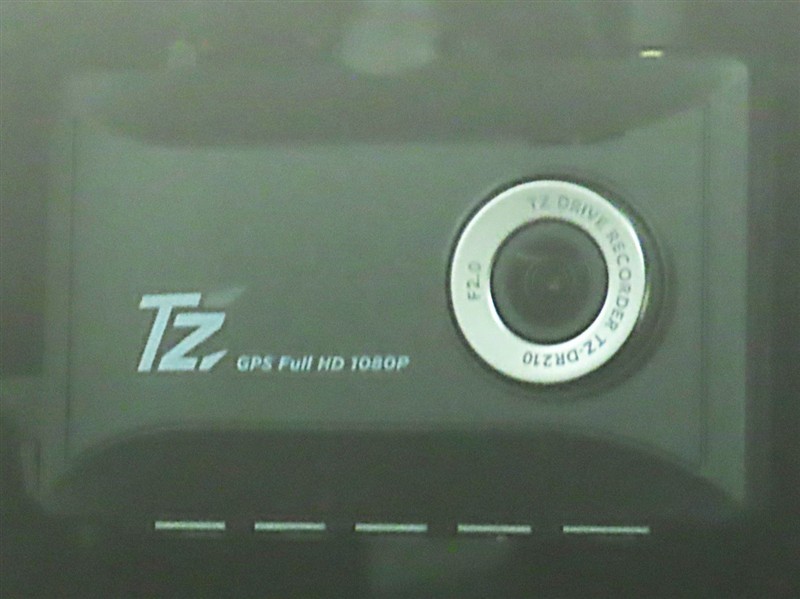 TZ
GPS Full HD 1080P
TZ DRIVE RECORDER TZ-DR210
F2.0